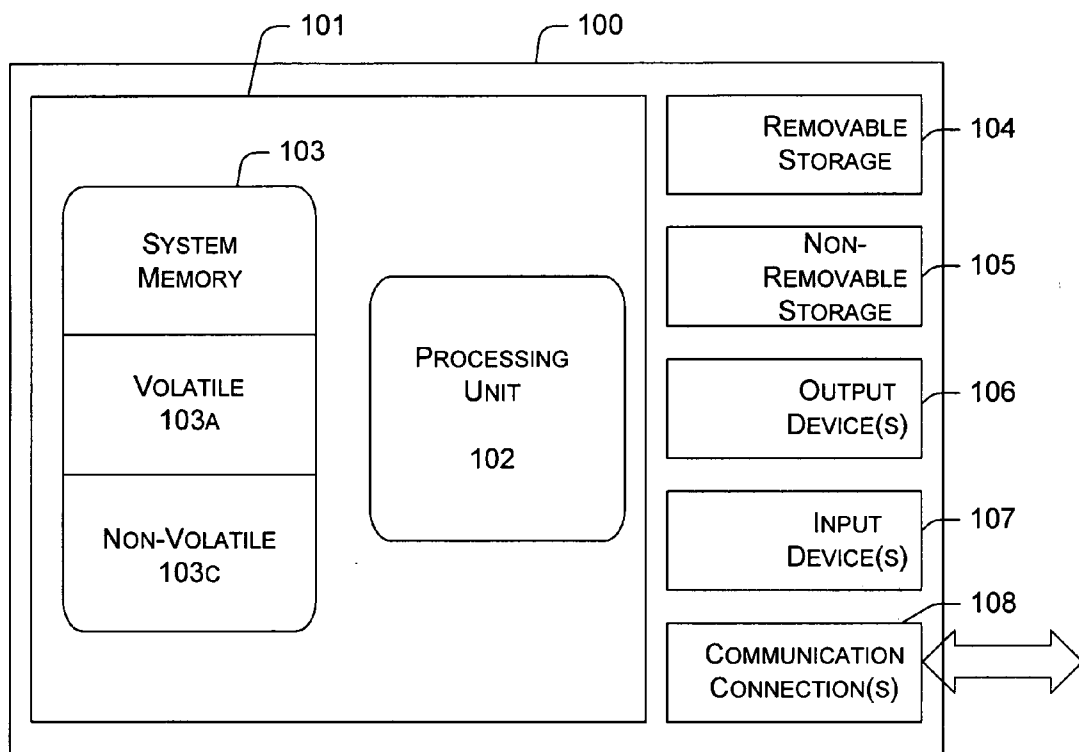 101
100
103
SYSTEM
MEMORY
VOLATILE
103A
NON-VOLATILE
103C
PROCESSING
UNIT
102
REMOVABLE
STORAGE
104
NON-
REMOVABLE
STORAGE
105
OUTPUT
DEVICE(S)
106
INPUT
DEVICE(S)
107
108
COMMUNICATION
CONNECTION(S)